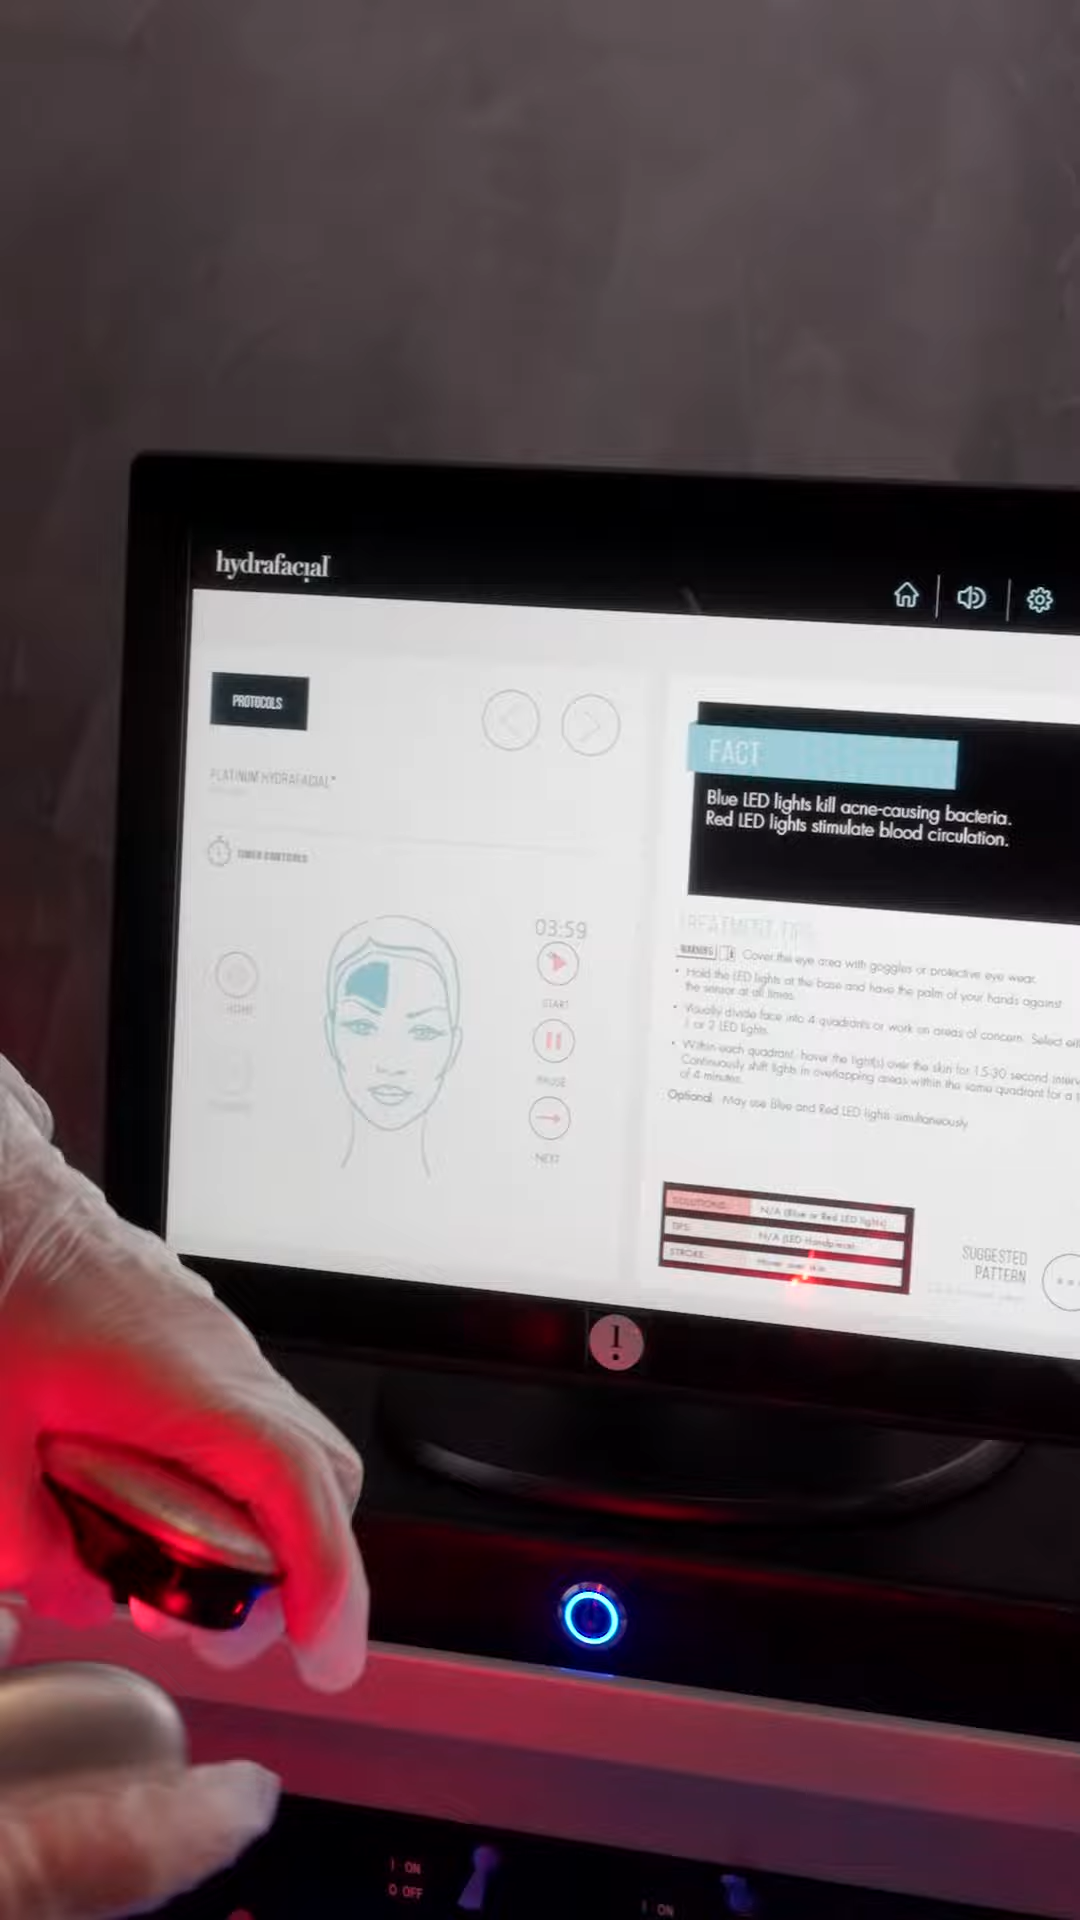 hydrafacial
PROTOCOLS
PLATINUM HYDRAFACIAL
TIMER CONTROLS
03:59
START
PAUSE
NEXT
HOME
FACT
Blue LED lights kill acne-causing bacteria.
Red LED lights stimulate blood circulation.
TREATMENT TIPS
WARNING Cover the eye area with goggles or protective eye wear.
• Hold the LED lights at the base and have the palm of your hands against
the sensor at all times.
• Visually divide face into 4 quadrants or work on areas of concern. Select
1 or 2 LED lights.
• Within each quadrant, hover the light(s) over the skin for 15-30 second
Continuously shift lights in overlapping areas within the same quadrant for a
of 4 minutes.
Optional: May use Blue and Red LED lights simultaneously
SOLUTIONS: N/A (Blue or Red LED lights)
TIPS: N/A (LED Handpiece)
STROKE: Hover over skin
SUGGESTED
PATTERN
I ON
O OFF
I ON